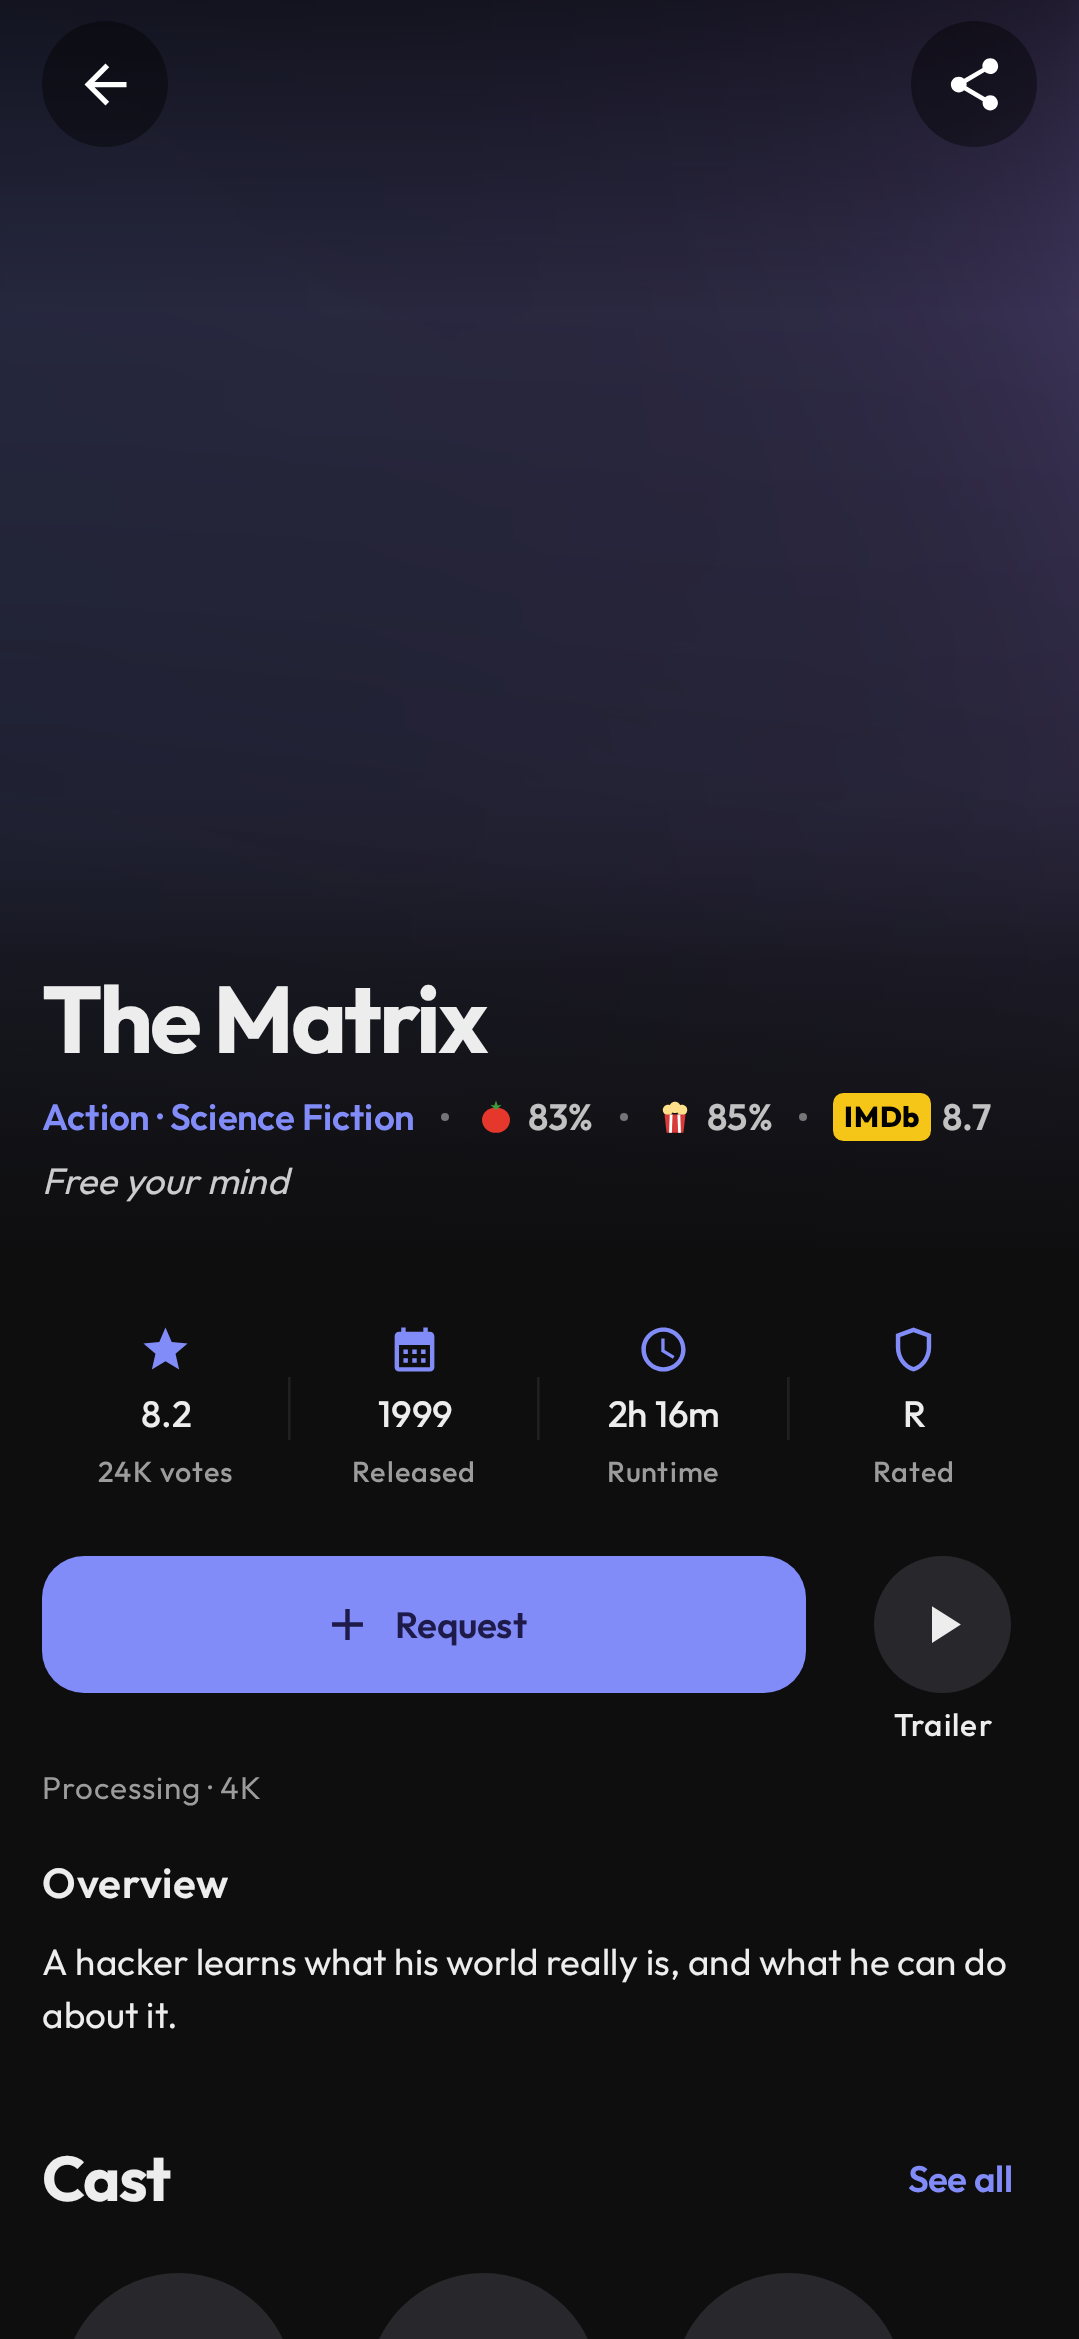 The Matrix
Action · Science Fiction • 83% • 85% • IMDb 8.7
Free your mind
8.2 1999 2h 16m R
24K votes Released Runtime Rated
Request
Trailer
Processing · 4K
Overview
A hacker learns what his world really is, and what he can do
about it.
Cast See all